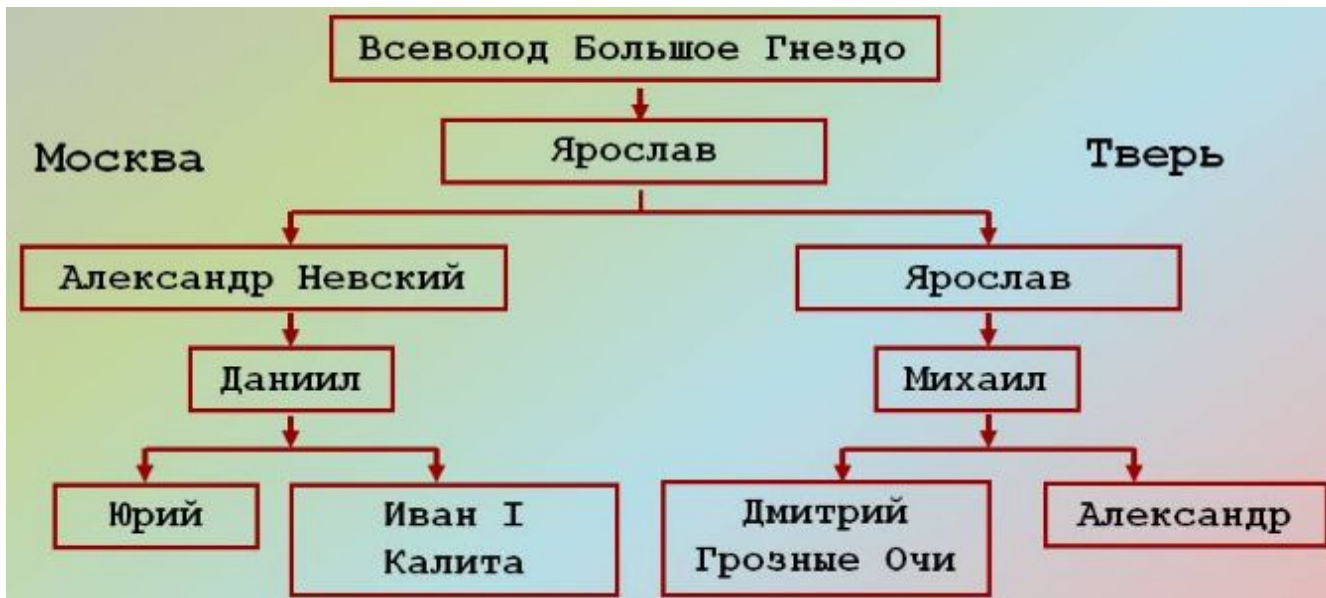 Всеволод Большое Гнездо
Москва
Ярослав
Тверь
Александр Невский
Ярослав
Даниил
Михаил
Юрий
Иван I
Калита
Дмитрий
Грозные Очи
Александр